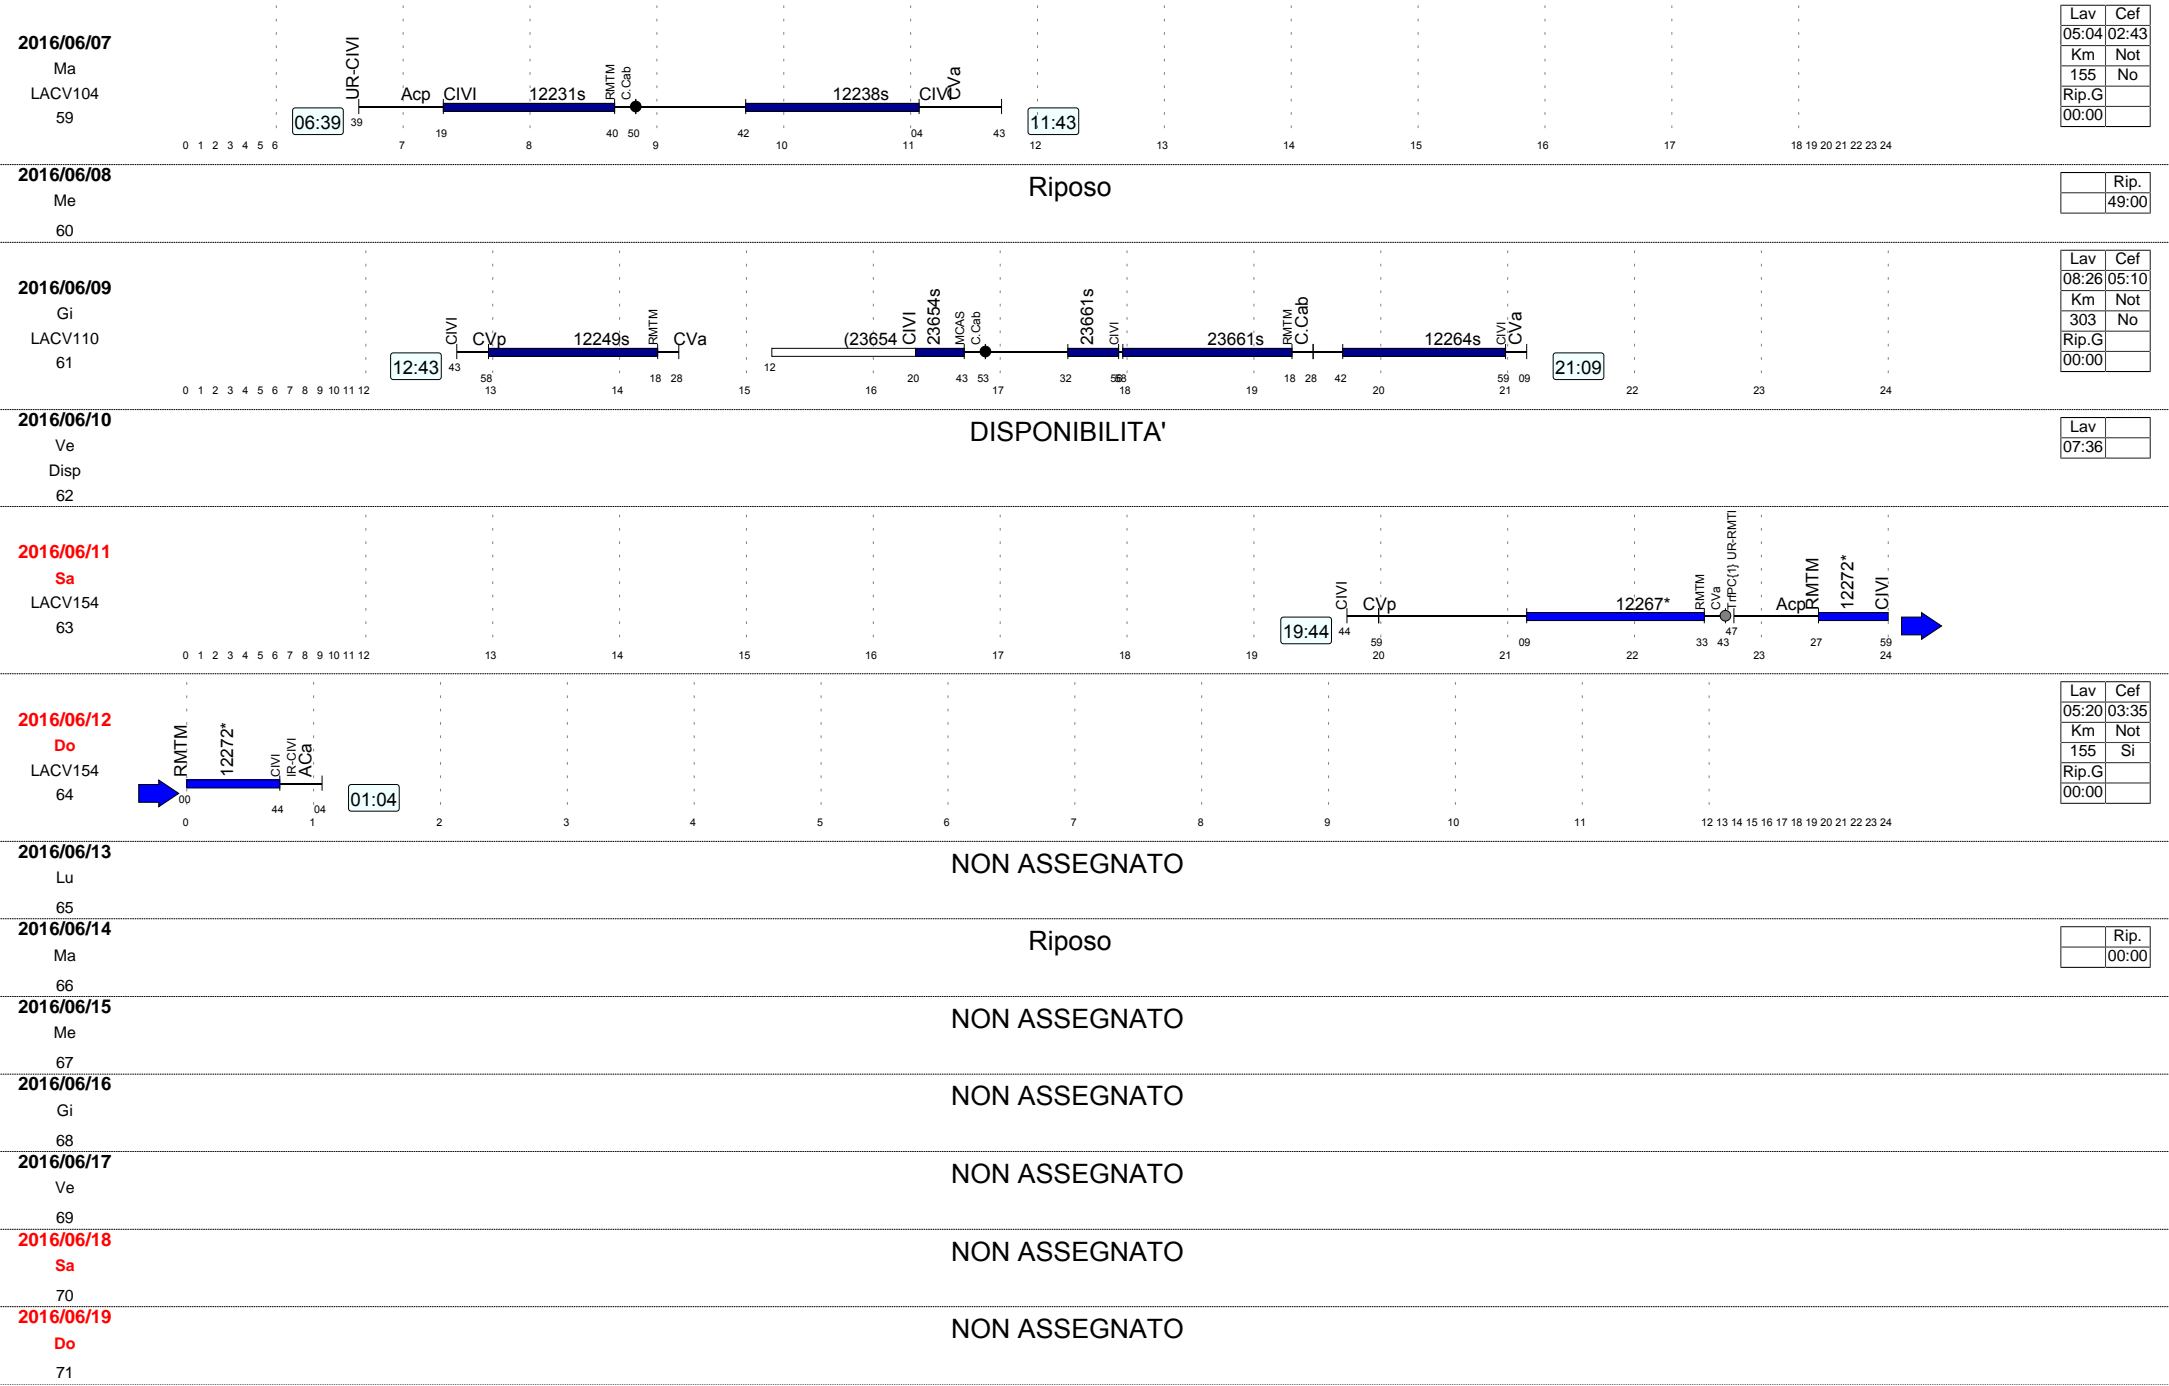 2016/06/07
Ma
LACV104
59
UR-CIVI Acp CIVI 12231s RMTM C.Cab 12238s CIVI CVa
06:39 39 19 40 50 42 04 43 11:43
0 1 2 3 4 5 6 7 8 9 10 11 12 13 14 15 16 17 18 19 20 21 22 23 24
Lav Cef
05:04 02:43
Km Not
155 No
Rip.G
00:00
2016/06/08
Me
60
Riposo
Rip.
49:00
2016/06/09
Gi
LACV110
61
CIVI CVp 12249s RMTM CVa (23654 CIVI 23654s MCAS C.Cab 23661s CIVI 23661s RMTM C.Cab 12264s CIVI CVa
12:43 43 58 18 28 12 20 43 53 32 56 58 18 28 42 59 09 21:09
0 1 2 3 4 5 6 7 8 9 10 11 12 13 14 15 16 17 18 19 20 21 22 23 24
Lav Cef
08:26 05:10
Km Not
303 No
Rip.G
00:00
2016/06/10
Ve
Disp
62
DISPONIBILITA'
Lav
07:36
2016/06/11
Sa
LACV154
63
CIVI CVp 12267* RMTM CVa TrfPC{1} UR-RMTI Acp RMTM 12272* CIVI
19:44 44 59 09 33 43 47 27 59
0 1 2 3 4 5 6 7 8 9 10 11 12 13 14 15 16 17 18 19 20 21 22 23 24
2016/06/12
Do
LACV154
64
RMTM 12272* CIVI IR-CIVI ACa
00 44 04 01:04
0 1 2 3 4 5 6 7 8 9 10 11 12 13 14 15 16 17 18 19 20 21 22 23 24
Lav Cef
05:20 03:35
Km Not
155 Si
Rip.G
00:00
2016/06/13
Lu
65
NON ASSEGNATO
2016/06/14
Ma
66
Riposo
Rip.
00:00
2016/06/15
Me
67
NON ASSEGNATO
2016/06/16
Gi
68
NON ASSEGNATO
2016/06/17
Ve
69
NON ASSEGNATO
2016/06/18
Sa
70
NON ASSEGNATO
2016/06/19
Do
71
NON ASSEGNATO